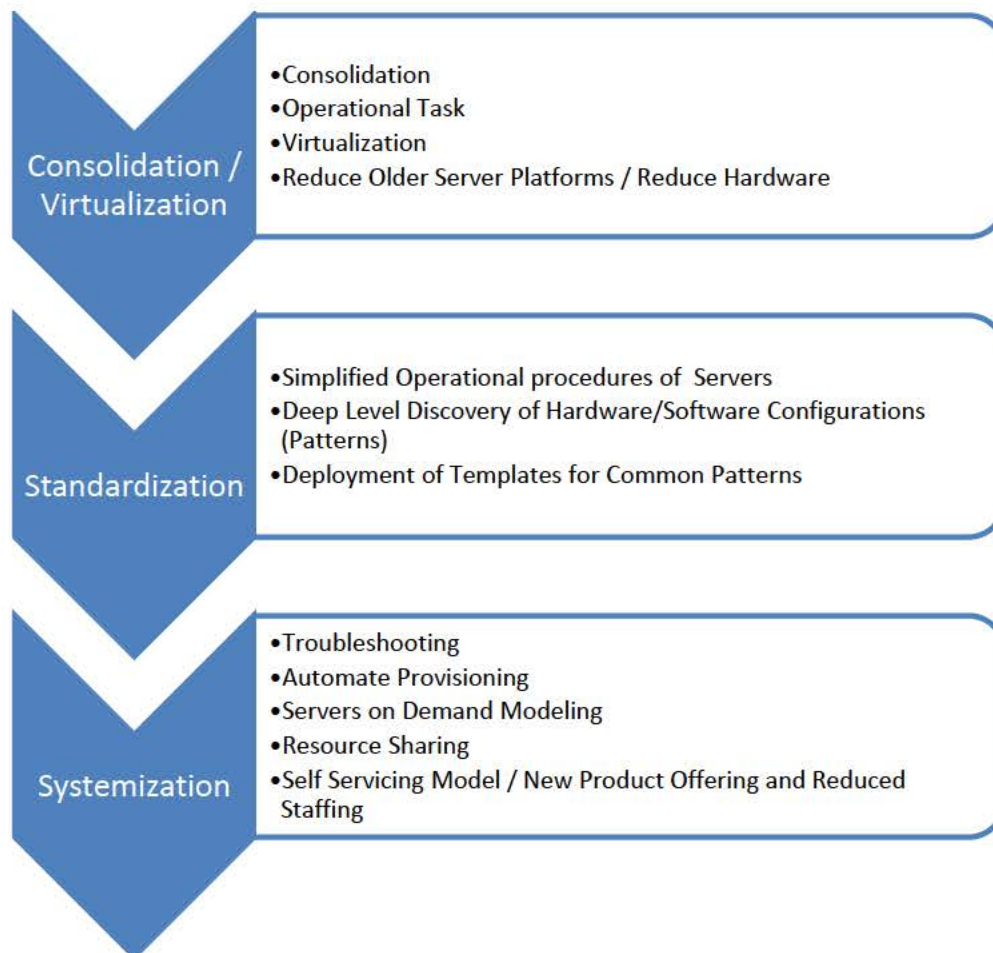 Consolidation /
Virtualization
•Consolidation
•Operational Task
•Virtualization
•Reduce Older Server Platforms / Reduce Hardware
Standardization
•Simplified Operational procedures of  Servers
•Deep Level Discovery of Hardware/Software Configurations
(Patterns)
•Deployment of Templates for Common Patterns
Systemization
•Troubleshooting
•Automate Provisioning
•Servers on Demand Modeling
•Resource Sharing
•Self Servicing Model / New Product Offering and Reduced
Staffing